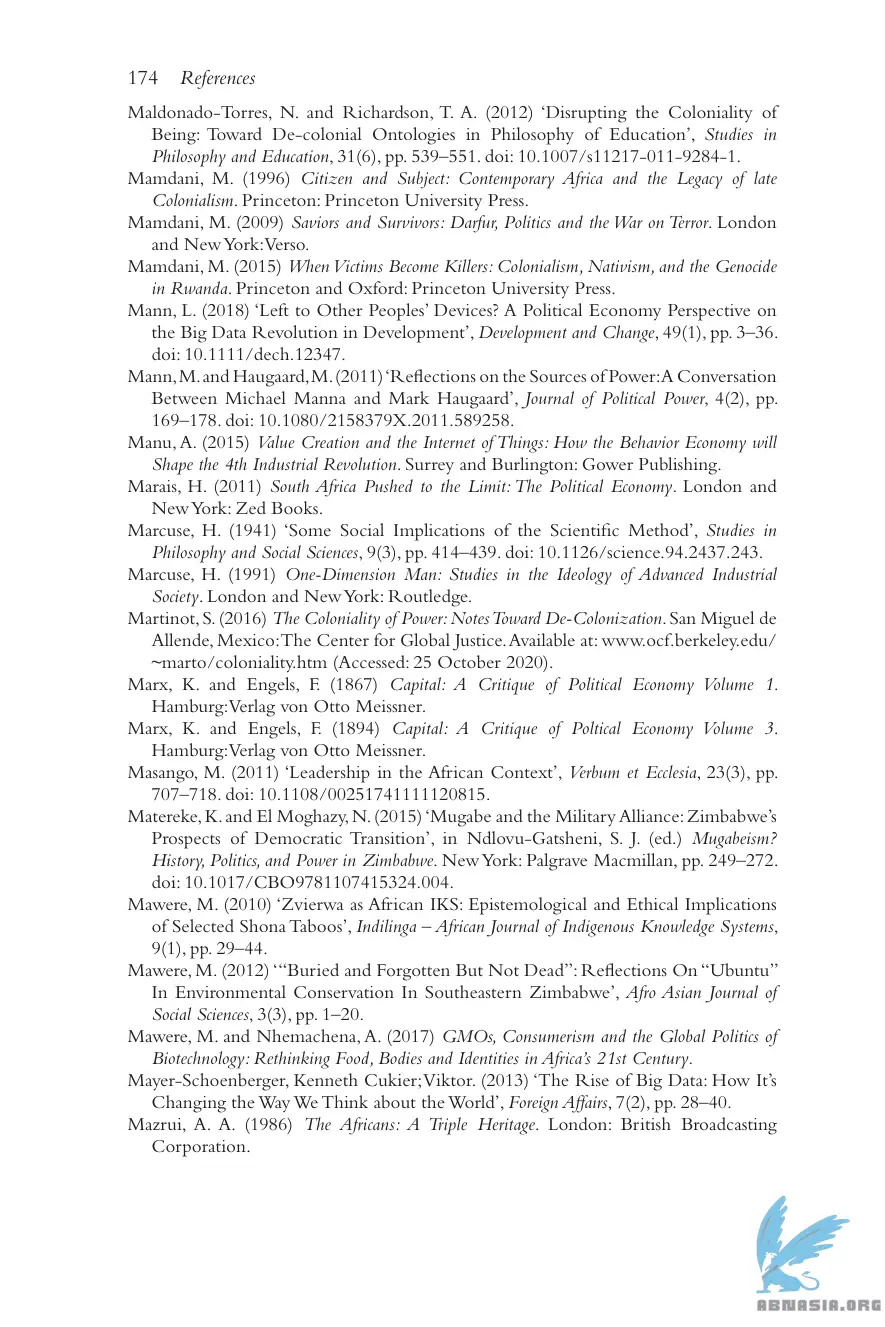 174 References
Maldonado-Torres, N. and Richardson, T. A. (2012) ‘Disrupting the Coloniality of
Being: Toward De-colonial Ontologies in Philosophy of Education’, Studies in
Philosophy and Education, 31(6), pp. 539–551. doi: 10.1007/s11217-011-9284-1.
Mamdani, M. (1996) Citizen and Subject: Contemporary Africa and the Legacy of late
Colonialism. Princeton: Princeton University Press.
Mamdani, M. (2009) Saviors and Survivors: Darfur, Politics and the War on Terror. London
and New York: Verso.
Mamdani, M. (2015) When Victims Become Killers: Colonialism, Nativism, and the Genocide
in Rwanda. Princeton and Oxford: Princeton University Press.
Mann, L. (2018) ‘Left to Other Peoples’ Devices? A Political Economy Perspective on
the Big Data Revolution in Development’, Development and Change, 49(1), pp. 3–36.
doi: 10.1111/dech.12347.
Mann, M. and Haugaard, M. (2011) ‘Reflections on the Sources of Power: A Conversation
Between Michael Manna and Mark Haugaard’, Journal of Political Power, 4(2), pp.
169–178. doi: 10.1080/2158379X.2011.589258.
Manu, A. (2015) Value Creation and the Internet of Things: How the Behavior Economy will
Shape the 4th Industrial Revolution. Surrey and Burlington: Gower Publishing.
Marais, H. (2011) South Africa Pushed to the Limit: The Political Economy. London and
New York: Zed Books.
Marcuse, H. (1941) ‘Some Social Implications of the Scientific Method’, Studies in
Philosophy and Social Sciences, 9(3), pp. 414–439. doi: 10.1126/science.94.2437.243.
Marcuse, H. (1991) One-Dimension Man: Studies in the Ideology of Advanced Industrial
Society. London and New York: Routledge.
Martinot, S. (2016) The Coloniality of Power: Notes Toward De-Colonization. San Miguel de
Allende, Mexico: The Center for Global Justice. Available at: www.ocf.berkeley.edu/
~marto/coloniality.htm (Accessed: 25 October 2020).
Marx, K. and Engels, F. (1867) Capital: A Critique of Political Economy Volume 1.
Hamburg: Verlag von Otto Meissner.
Marx, K. and Engels, F. (1894) Capital: A Critique of Poltical Economy Volume 3.
Hamburg: Verlag von Otto Meissner.
Masango, M. (2011) ‘Leadership in the African Context’, Verbum et Ecclesia, 23(3), pp.
707–718. doi: 10.1108/00251741111120815.
Matereke, K. and El Moghazy, N. (2015) ‘Mugabe and the Military Alliance: Zimbabwe’s
Prospects of Democratic Transition’, in Ndlovu-Gatsheni, S. J. (ed.) Mugabeism?
History, Politics, and Power in Zimbabwe. New York: Palgrave Macmillan, pp. 249–272.
doi: 10.1017/CBO9781107415324.004.
Mawere, M. (2010) ‘Zvierwa as African IKS: Epistemological and Ethical Implications
of Selected Shona Taboos’, Indilinga – African Journal of Indigenous Knowledge Systems,
9(1), pp. 29–44.
Mawere, M. (2012) ‘“Buried and Forgotten But Not Dead”: Reflections On “Ubuntu”
In Environmental Conservation In Southeastern Zimbabwe’, Afro Asian Journal of
Social Sciences, 3(3), pp. 1–20.
Mawere, M. and Nhemachena, A. (2017) GMOs, Consumerism and the Global Politics of
Biotechnology: Rethinking Food, Bodies and Identities in Africa’s 21st Century.
Mayer-Schoenberger, Kenneth Cukier; Viktor. (2013) ‘The Rise of Big Data: How It’s
Changing the Way We Think about the World’, Foreign Affairs, 7(2), pp. 28–40.
Mazrui, A. A. (1986) The Africans: A Triple Heritage. London: British Broadcasting
Corporation.
ABNASIA.ORG